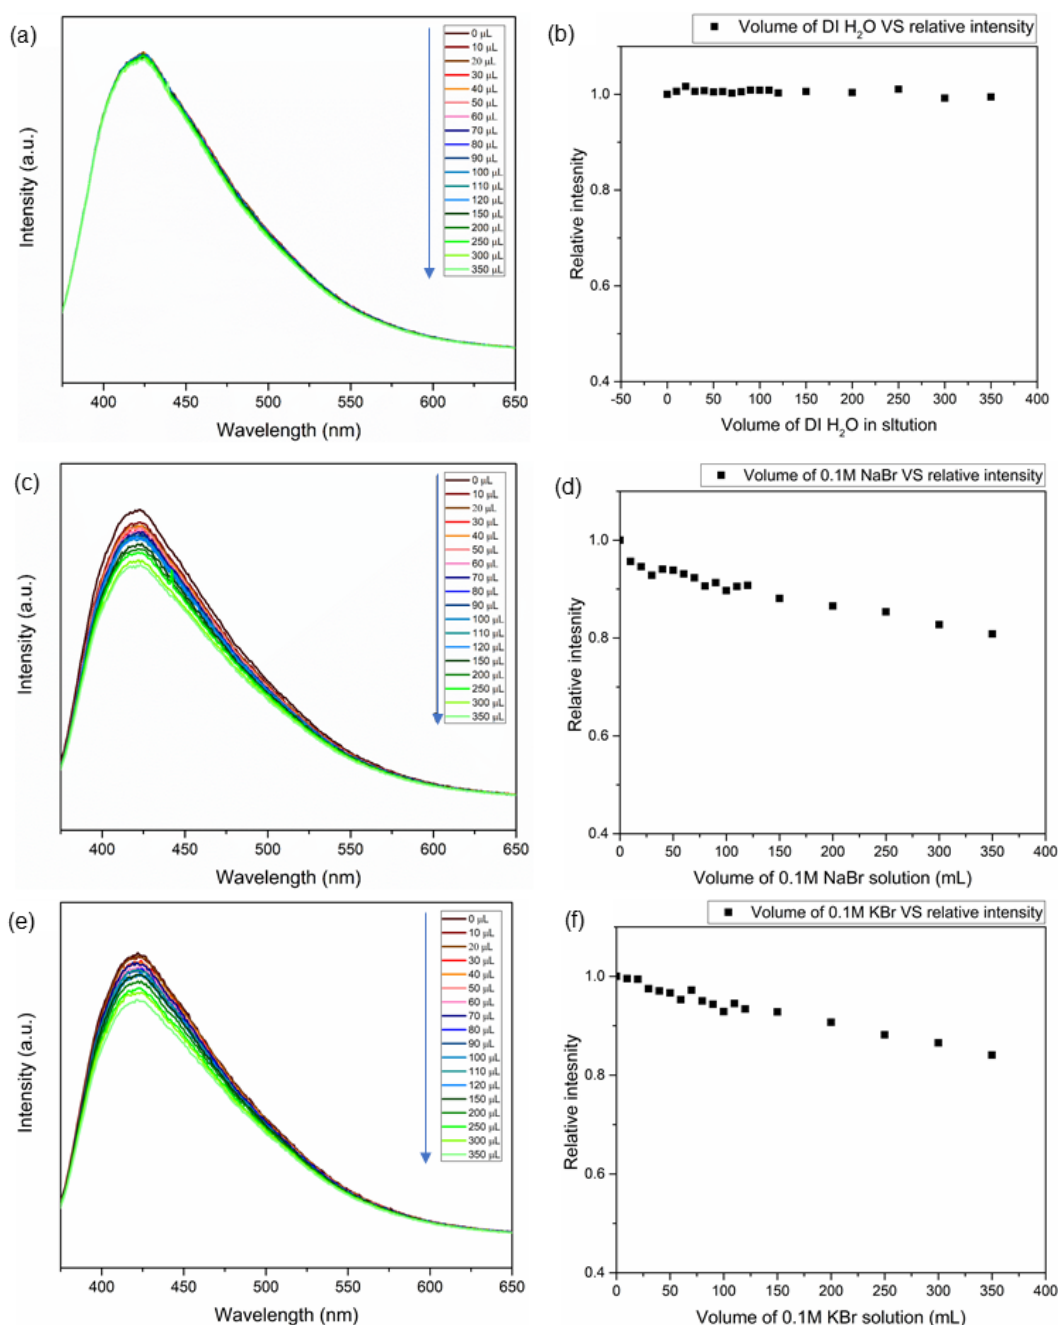 (a)
0 μL
10 μL
20 μL
30 μL
40 μL
50 μL
60 μL
70 μL
80 μL
90 μL
100 μL
110 μL
120 μL
150 μL
200 μL
250 μL
300 μL
350 μL
Intensity (a.u.)
400 450 500 550 600 650
Wavelength (nm)
(b)
Volume of DI H₂O VS relative intensity
Relative intesnity
1.0
0.8
0.6
0.4
-50 0 50 100 150 200 250 300 350 400
Volume of DI H₂O in sltution
(c)
0 μL
10 μL
20 μL
30 μL
40 μL
50 μL
60 μL
70 μL
80 μL
90 μL
100 μL
110 μL
120 μL
150 μL
200 μL
250 μL
300 μL
350 μL
Intensity (a.u.)
400 450 500 550 600 650
Wavelength (nm)
(d)
Volume of 0.1M NaBr VS relative intensity
Relative intesnity
1.0
0.8
0.6
0.4
0 50 100 150 200 250 300 350 400
Volume of 0.1M NaBr solution (mL)
(e)
0 μL
10 μL
20 μL
30 μL
40 μL
50 μL
60 μL
70 μL
80 μL
90 μL
100 μL
110 μL
120 μL
150 μL
200 μL
250 μL
300 μL
350 μL
Intensity (a.u.)
400 450 500 550 600 650
Wavelength (nm)
(f)
Volume of 0.1M KBr VS relative intensity
Relative intesnity
1.0
0.8
0.6
0.4
0 50 100 150 200 250 300 350 400
Volume of 0.1M KBr solution (mL)